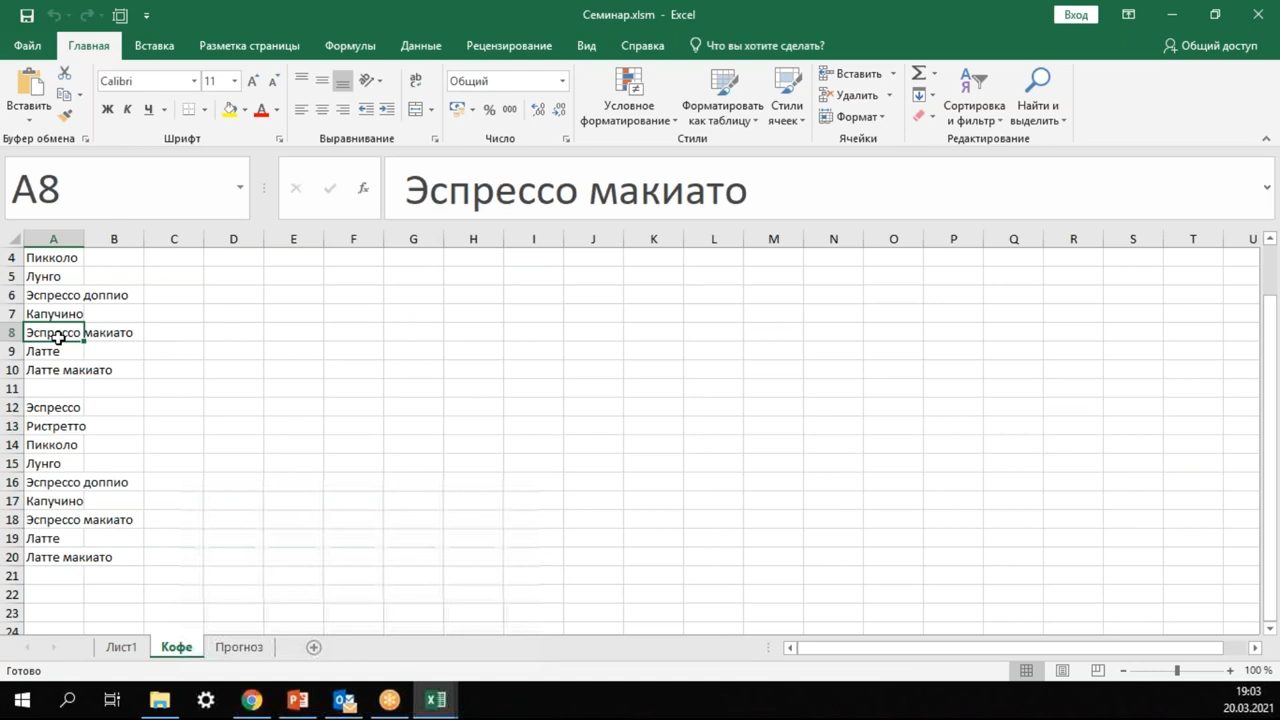 Семинар.xlsm - Excel
Вход
Файл Главная Вставка Разметка страницы Формулы Данные Рецензирование Вид Справка Что вы хотите сделать? Общий доступ
Вставить
Буфер обмена
Calibri 11
Ж К Ч
Шрифт
Выравнивание
Общий
% 000
Число
Условное форматирование
Форматировать как таблицу
Стили ячеек
Стили
Вставить
Удалить
Формат
Ячейки
Сортировка и фильтр
Найти и выделить
Редактирование
A8 fx Эспрессо макиато
A B C D E F G H I J K L M N O P Q R S T U
4 Пикколо
5 Лунго
6 Эспрессо доппио
7 Капучино
8 Эспрессо макиато
9 Латте
10 Латте макиато
11
12 Эспрессо
13 Ристретто
14 Пикколо
15 Лунго
16 Эспрессо доппио
17 Капучино
18 Эспрессо макиато
19 Латте
20 Латте макиато
21
22
23
24
Лист1 Кофе Прогноз
Готово
100 %
19:03
20.03.2021